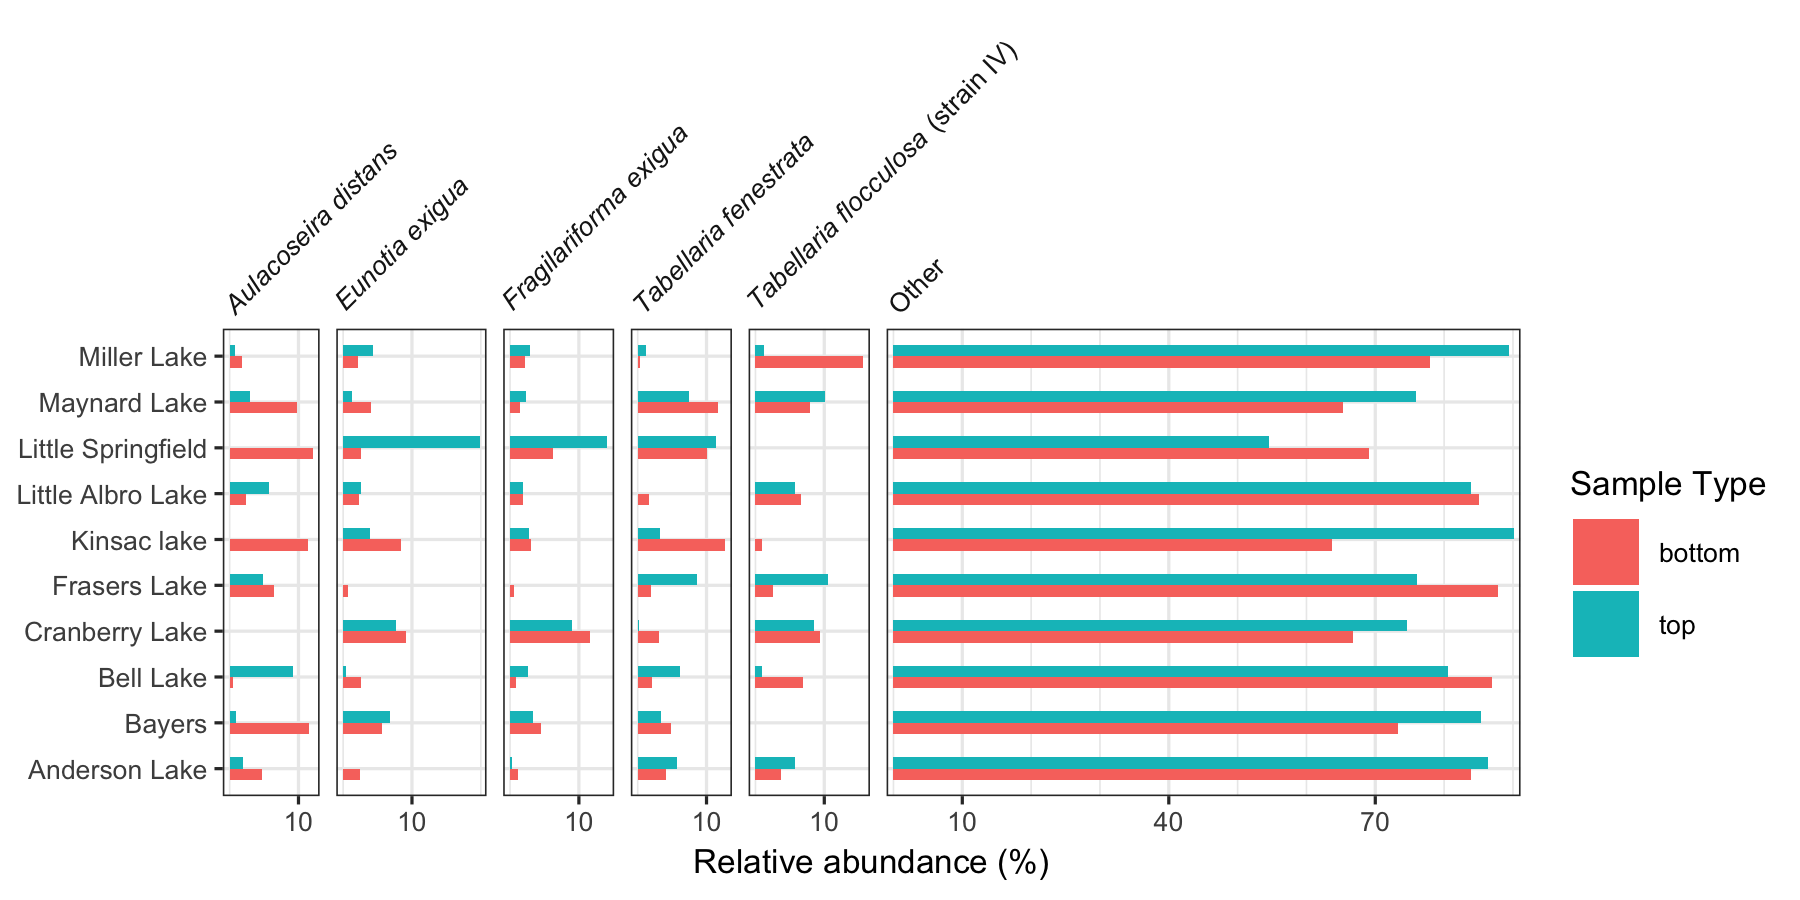 Aulacoseira distans
Eunotia exigua
Fragilariforma exigua
Tabellaria fenestrata
Tabellaria flocculosa (strain IV)
Other
Miller Lake
Maynard Lake
Little Springfield
Little Albro Lake
Kinsac lake
Frasers Lake
Cranberry Lake
Bell Lake
Bayers
Anderson Lake
10 10 10 10 10 10 40 70
Relative abundance (%)
Sample Type
bottom
top